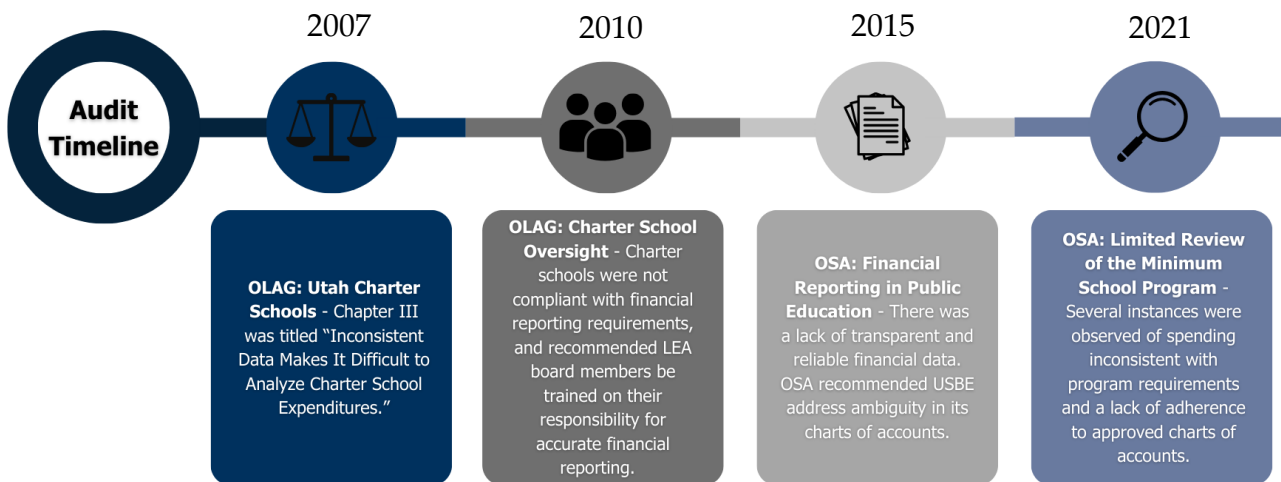 2007
2010
2015
2021
Audit
Timeline
OLAG: Utah Charter
Schools - Chapter III
was titled “Inconsistent
Data Makes It Difficult to
Analyze Charter School
Expenditures.”
OLAG: Charter School
Oversight - Charter
schools were not
compliant with financial
reporting requirements,
and recommended LEA
board members be
trained on their
responsibility for
accurate financial
reporting.
OSA: Financial
Reporting in Public
Education - There was
a lack of transparent and
reliable financial data.
OSA recommended USBE
address ambiguity in its
charts of accounts.
OSA: Limited Review
of the Minimum
School Program -
Several instances were
observed of spending
inconsistent with
program requirements
and a lack of adherence
to approved charts of
accounts.